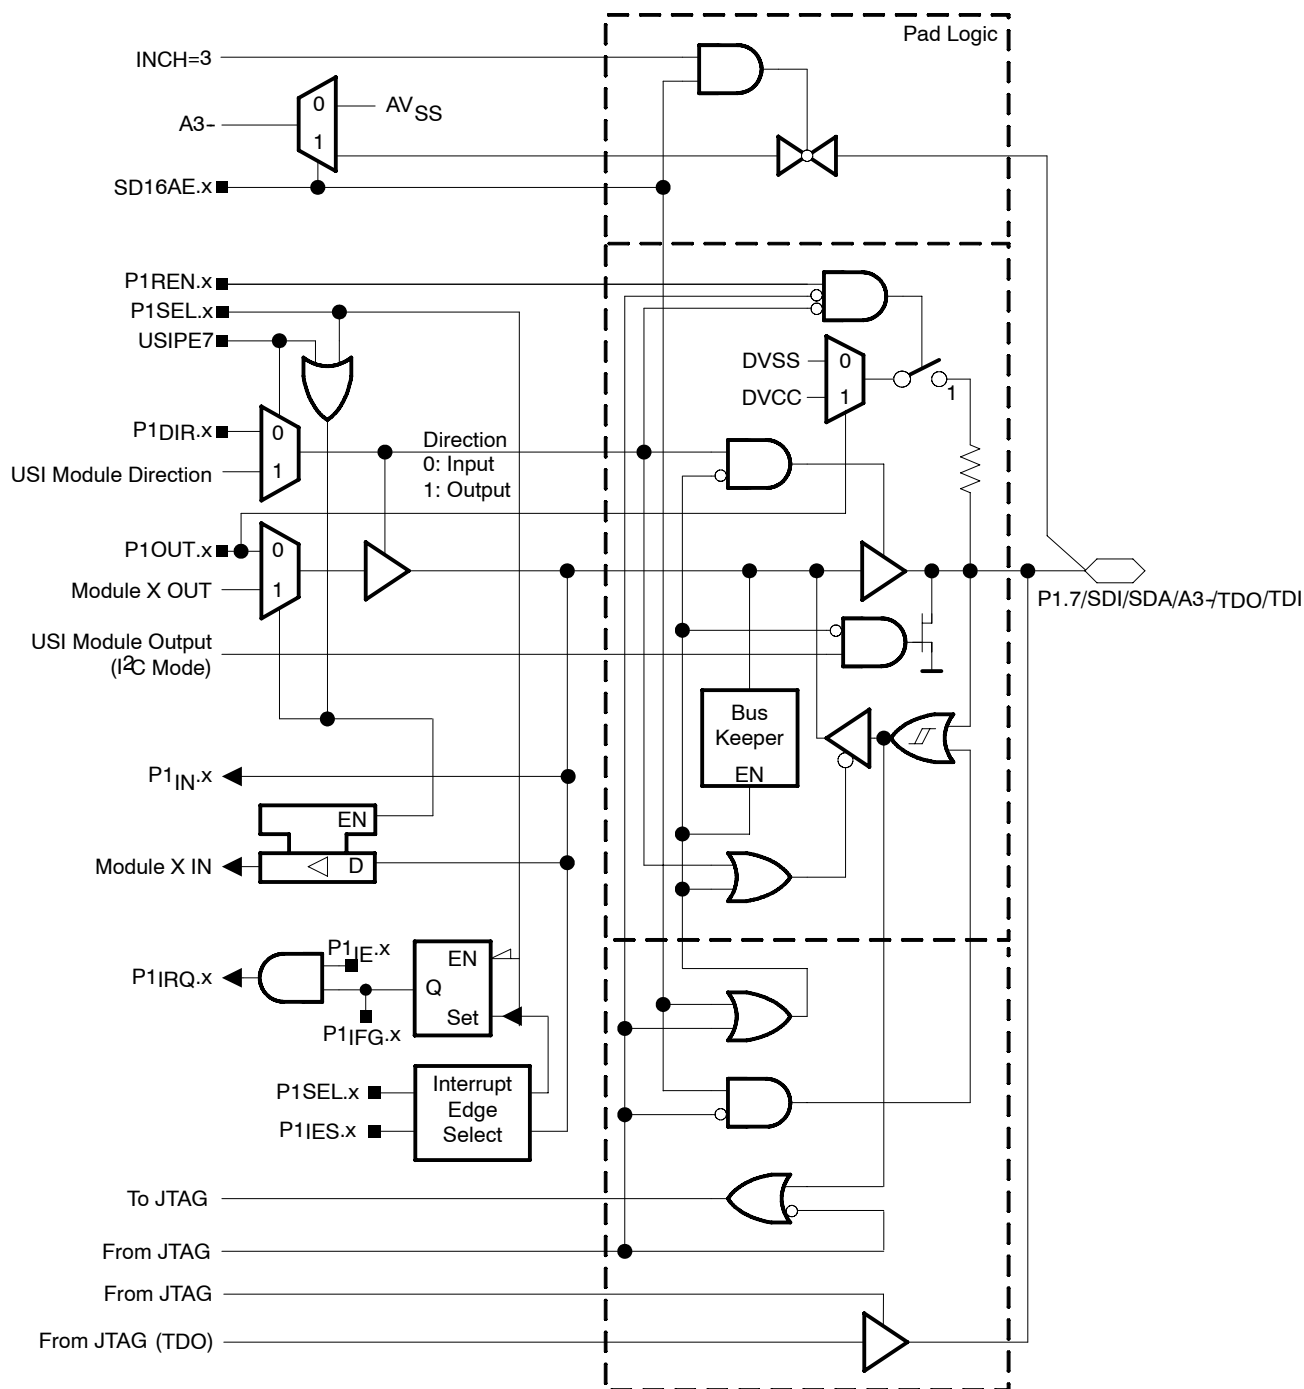 Pad Logic
INCH=3
0
AVSS
A3-
1
SD16AE.x
P1REN.x
P1SEL.x
USIPE7
DVSS
0
DVCC
1
1
P1DIR.x
0
Direction
0: Input
1: Output
USI Module Direction
1
P1OUT.x
0
Module X OUT
1
P1.7/SDI/SDA/A3-/TDO/TDI
USI Module Output
(I2C Mode)
Bus
Keeper
EN
P1IN.x
EN
Module X IN
D
P1IE.x
EN
P1IRQ.x
Q
Set
P1IFG.x
P1SEL.x
Interrupt
Edge
Select
P1IES.x
To JTAG
From JTAG
From JTAG
From JTAG (TDO)